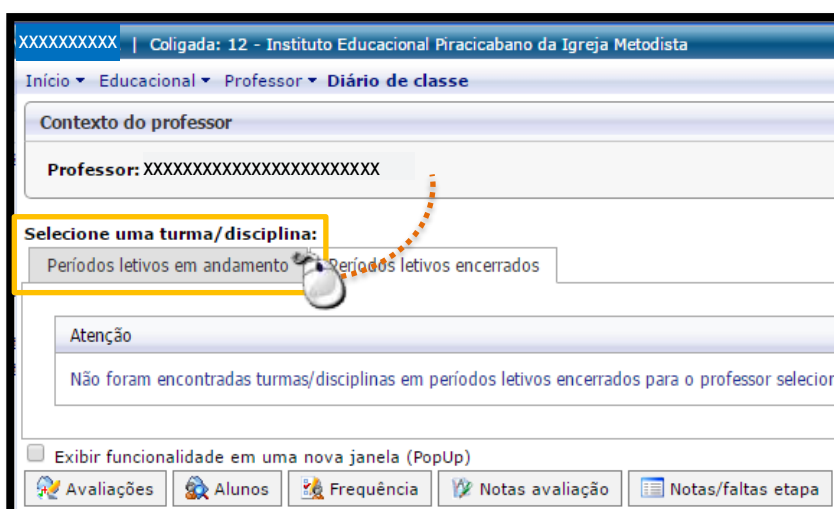 XXXXXXXXXX | Coligada: 12 - Instituto Educacional Piracicabano da Igreja Metodista
Início Educacional Professor Diário de classe
Contexto do professor
Professor: XXXXXXXXXXXXXXXXXXXXXXXX
Selecione uma turma/disciplina:
Períodos letivos em andamento Períodos letivos encerrados
Atenção
Não foram encontradas turmas/disciplinas em períodos letivos encerrados para o professor selecior
Exibir funcionalidade em uma nova janela (PopUp)
Avaliações Alunos Frequência Notas avaliação Notas/faltas etapa